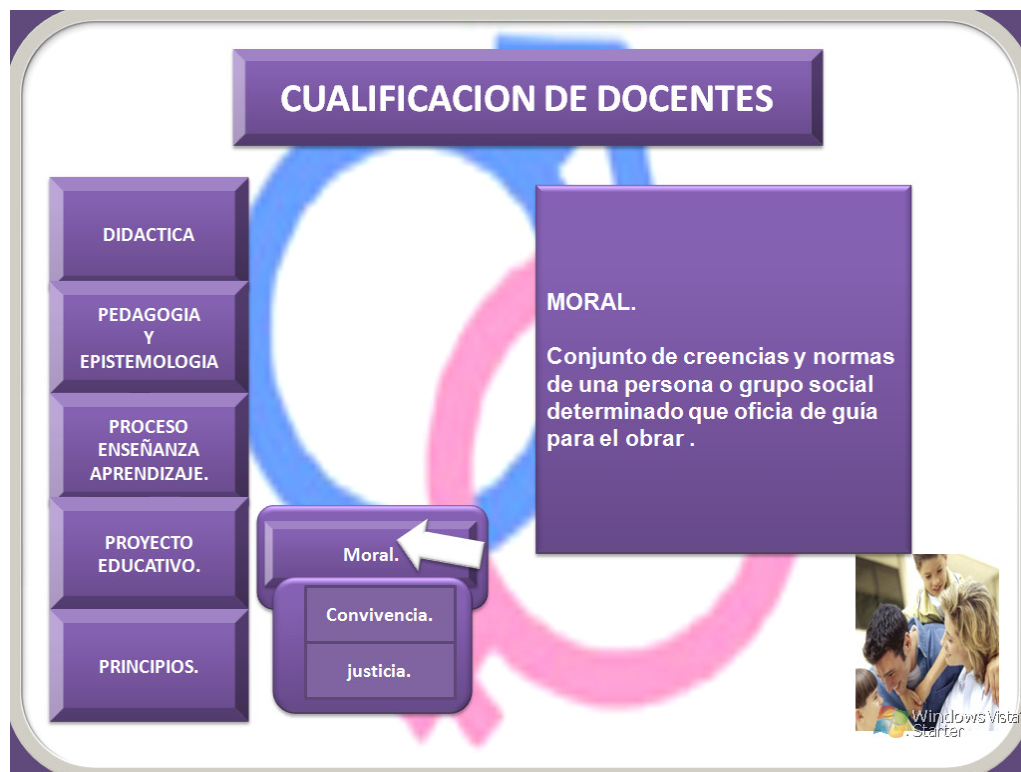 CUALIFICACION DE DOCENTES
DIDACTICA
PEDAGOGIA
Y
EPISTEMOLOGIA
PROCESO
ENSEÑANZA
APRENDIZAJE.
PROYECTO
EDUCATIVO.
PRINCIPIOS.
Moral.
Convivencia.
justicia.
MORAL.
Conjunto de creencias y normas
de una persona o grupo social
determinado que oficia de guía
para el obrar .
Windows Vista
Starter